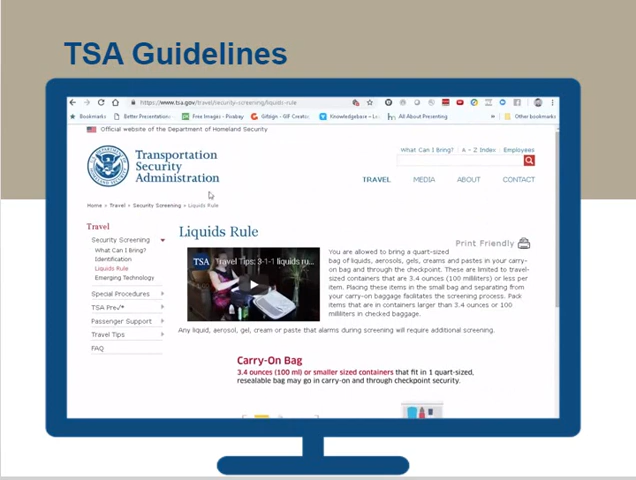 TSA Guidelines
https://www.tsa.gov/travel/security-screening/liquids-rule
Bookmarks Better Presentations Free Images - Pixabay Gifsign - GIF Creator Knowledgebase – L All About Presenting » Other bookmarks
Official website of the Department of Homeland Security
What Can I Bring? A - Z Index Employees
Transportation
Security
Administration
TRAVEL MEDIA ABOUT CONTACT
Home » Travel » Security Screening » Liquids Rule
Travel
Security Screening
What Can I Bring?
Identification
Liquids Rule
Emerging Technology
Special Procedures
TSA Pre✓®
Passenger Support
Travel Tips
FAQ
Liquids Rule
Print Friendly
TSA Travel Tips: 3-1-1 liquids ru...
You are allowed to bring a quart-sized
bag of liquids, aerosols, gels, creams and pastes in your carry-
on bag and through the checkpoint. These are limited to travel-
sized containers that are 3.4 ounces (100 milliliters) or less per
item. Placing these items in the small bag and separating from
your carry-on baggage facilitates the screening process. Pack
items that are in containers larger than 3.4 ounces or 100
milliliters in checked baggage.
Any liquid, aerosol, gel, cream or paste that alarms during screening will require additional screening.
Carry-On Bag
3.4 ounces (100 ml) or smaller sized containers that fit in 1 quart-sized,
resealable bag may go in carry-on and through checkpoint security.